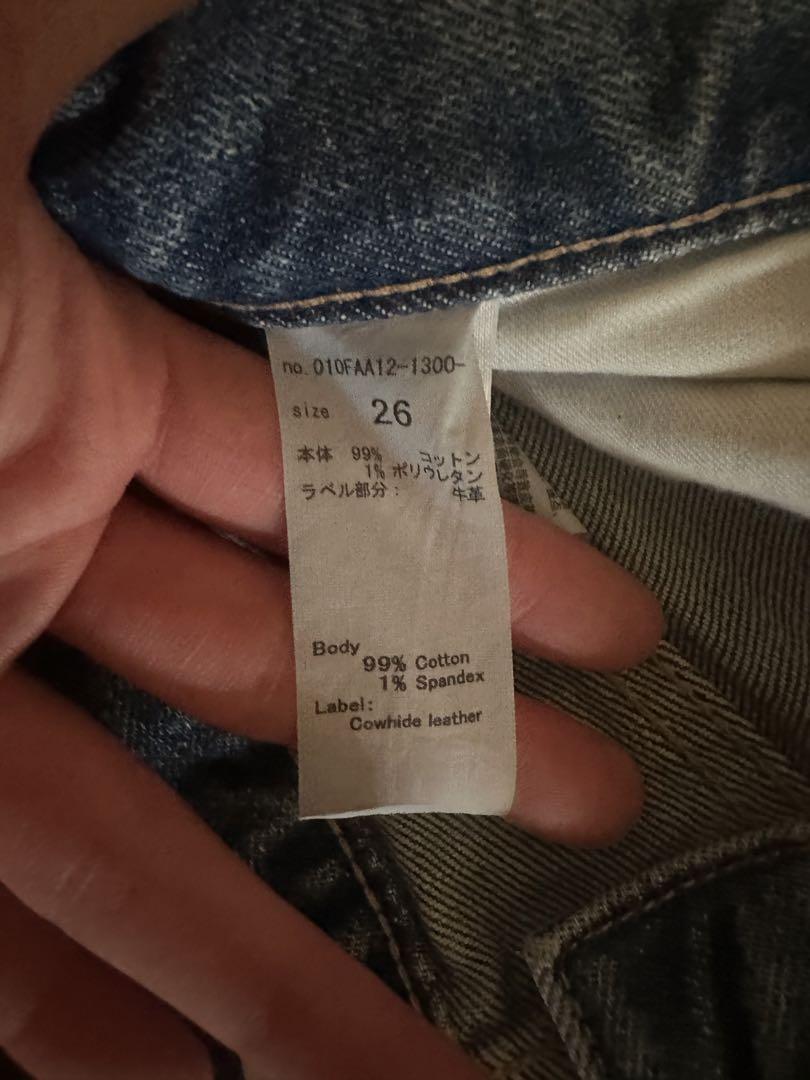 no. 010FAA12-1300-
size 26
本体 99% コットン
1% ポリウレタン
ラベル部分: 牛革
Body
99% Cotton
1% Spandex
Label:
Cowhide leather